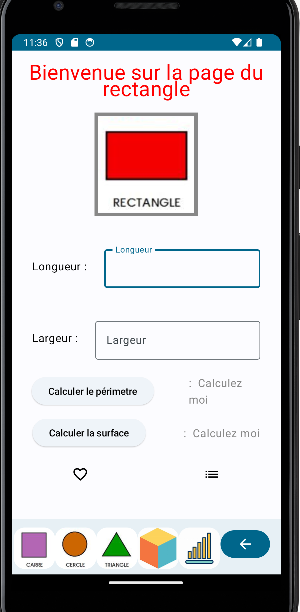 11:36
Bienvenue sur la page du
rectangle
RECTANGLE
Longueur
Longueur :
Largeur : Largeur
Calculer le périmètre : Calculez
moi
Calculer la surface : Calculez moi
CARRE CERCLE TRIANGLE